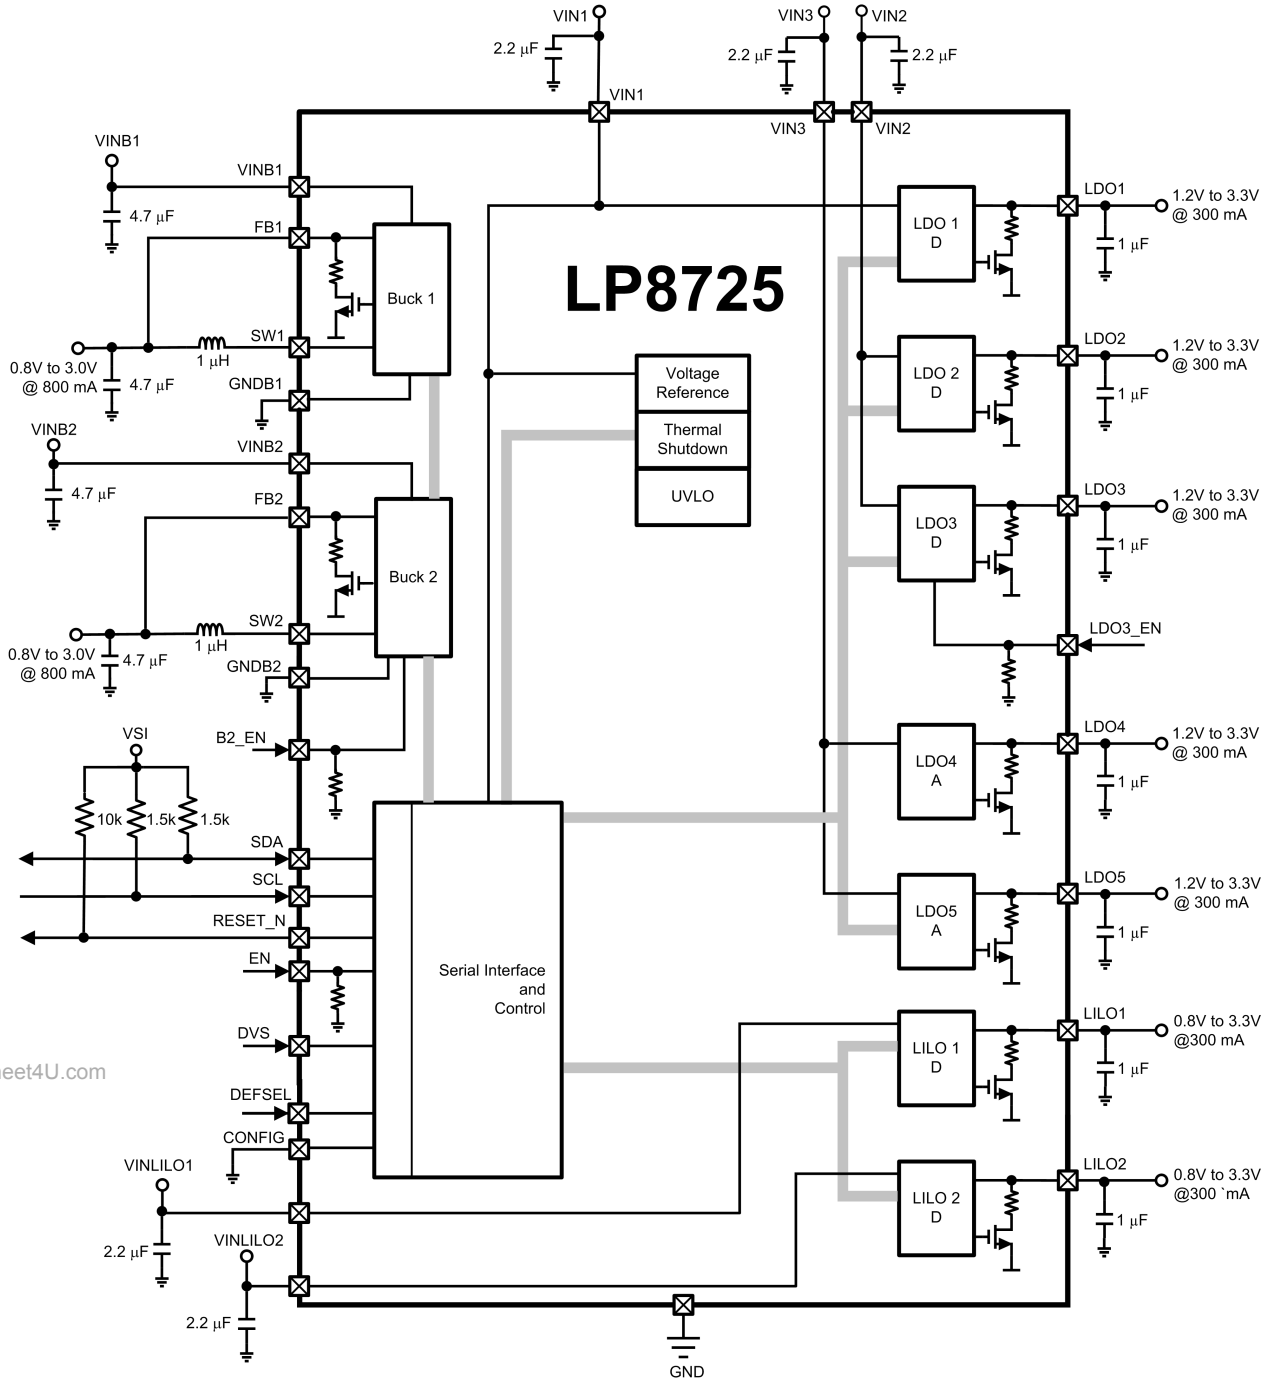 VIN1
VIN3
VIN2
2.2 μF
2.2 μF
2.2 μF
VIN1
VIN3
VIN2
VINB1
VINB1
4.7 μF
FB1
Buck 1
SW1
1 μH
0.8V to 3.0V
@ 800 mA
4.7 μF
GNDB1
VINB2
VINB2
4.7 μF
FB2
Buck 2
SW2
1 μH
0.8V to 3.0V
@ 800 mA
4.7 μF
GNDB2
B2_EN
VSI
10k
1.5k
1.5k
SDA
SCL
RESET_N
EN
DVS
DEFSEL
CONFIG
VINLILO1
2.2 μF
VINLILO2
2.2 μF
eet4U.com
LP8725
Voltage
Reference
Thermal
Shutdown
UVLO
Serial Interface
and
Control
LDO 1
D
LDO1
1.2V to 3.3V
@ 300 mA
1 μF
LDO 2
D
LDO2
1.2V to 3.3V
@ 300 mA
1 μF
LDO3
D
LDO3
1.2V to 3.3V
@ 300 mA
1 μF
LDO3_EN
LDO4
A
LDO4
1.2V to 3.3V
@ 300 mA
1 μF
LDO5
A
LDO5
1.2V to 3.3V
@ 300 mA
1 μF
LILO 1
D
LILO1
0.8V to 3.3V
@300 mA
1 μF
LILO 2
D
LILO2
0.8V to 3.3V
@300 `mA
1 μF
GND